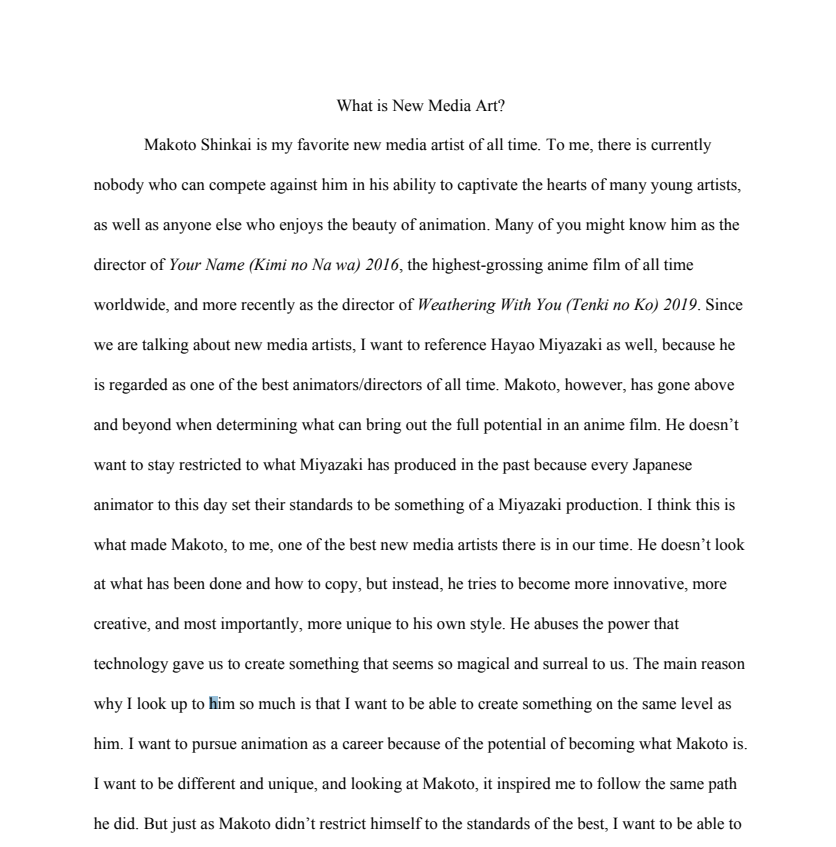 What is New Media Art?
Makoto Shinkai is my favorite new media artist of all time. To me, there is currently
nobody who can compete against him in his ability to captivate the hearts of many young artists,
as well as anyone else who enjoys the beauty of animation. Many of you might know him as the
director of Your Name (Kimi no Na wa) 2016, the highest-grossing anime film of all time
worldwide, and more recently as the director of Weathering With You (Tenki no Ko) 2019. Since
we are talking about new media artists, I want to reference Hayao Miyazaki as well, because he
is regarded as one of the best animators/directors of all time. Makoto, however, has gone above
and beyond when determining what can bring out the full potential in an anime film. He doesn’t
want to stay restricted to what Miyazaki has produced in the past because every Japanese
animator to this day set their standards to be something of a Miyazaki production. I think this is
what made Makoto, to me, one of the best new media artists there is in our time. He doesn’t look
at what has been done and how to copy, but instead, he tries to become more innovative, more
creative, and most importantly, more unique to his own style. He abuses the power that
technology gave us to create something that seems so magical and surreal to us. The main reason
why I look up to him so much is that I want to be able to create something on the same level as
him. I want to pursue animation as a career because of the potential of becoming what Makoto is.
I want to be different and unique, and looking at Makoto, it inspired me to follow the same path
he did. But just as Makoto didn’t restrict himself to the standards of the best, I want to be able to